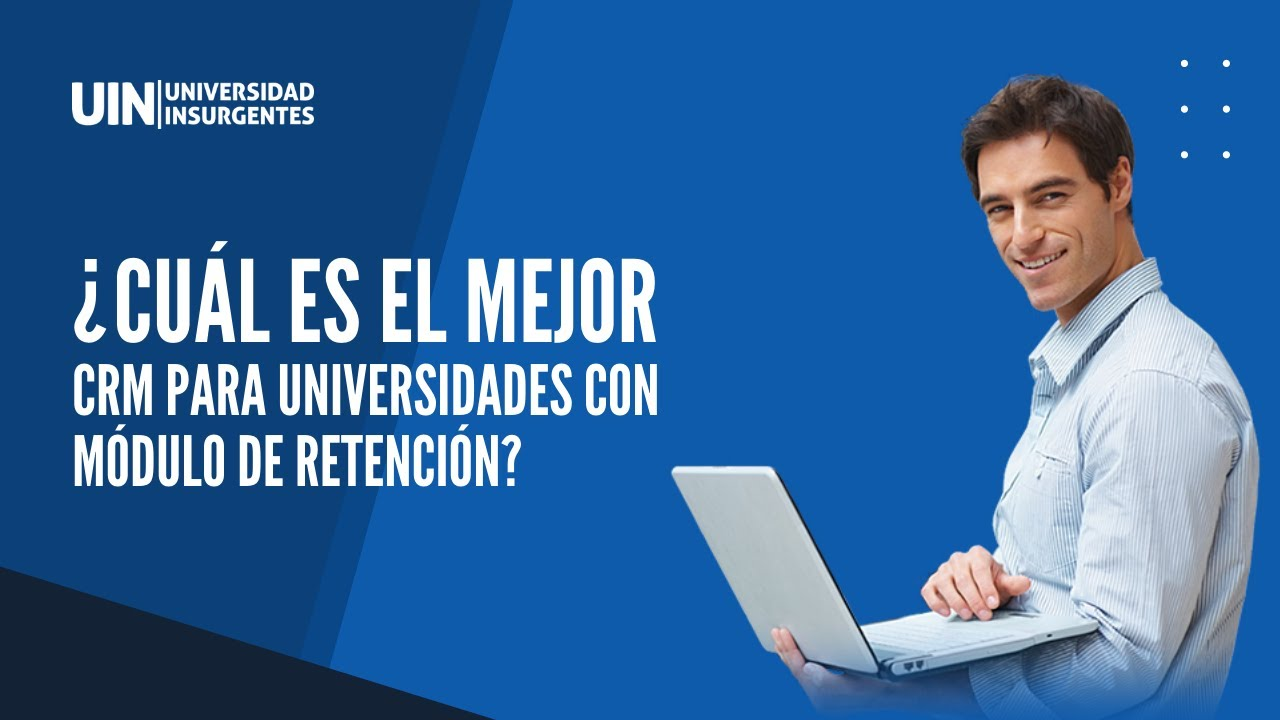 UIN UNIVERSIDAD
INSURGENTES
¿CUÁL ES EL MEJOR
CRM PARA UNIVERSIDADES CON
MÓDULO DE RETENCIÓN?